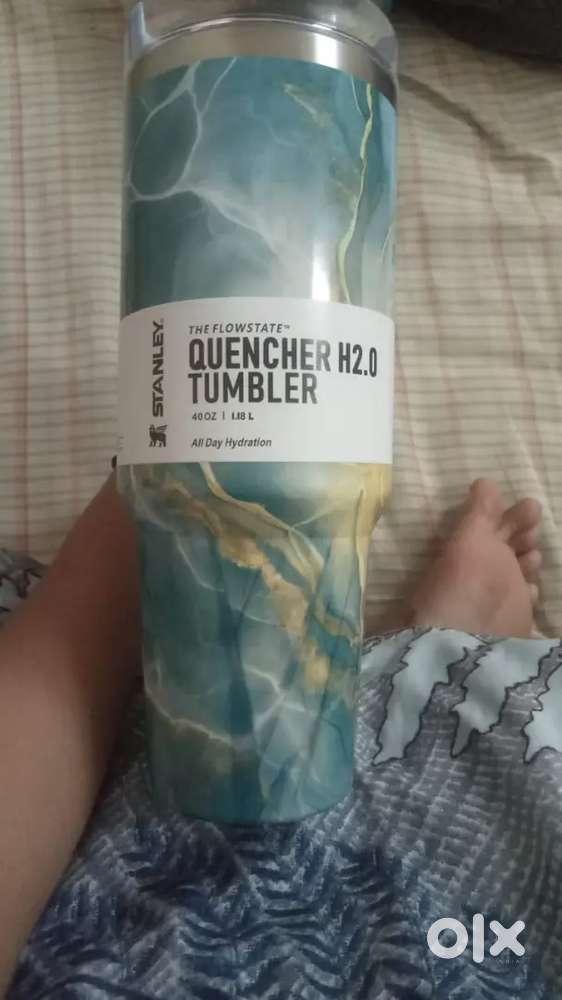 STANLEY.
THE FLOWSTATE™
QUENCHER H2.0
TUMBLER
40 OZ | 1.18 L
All Day Hydration
olx